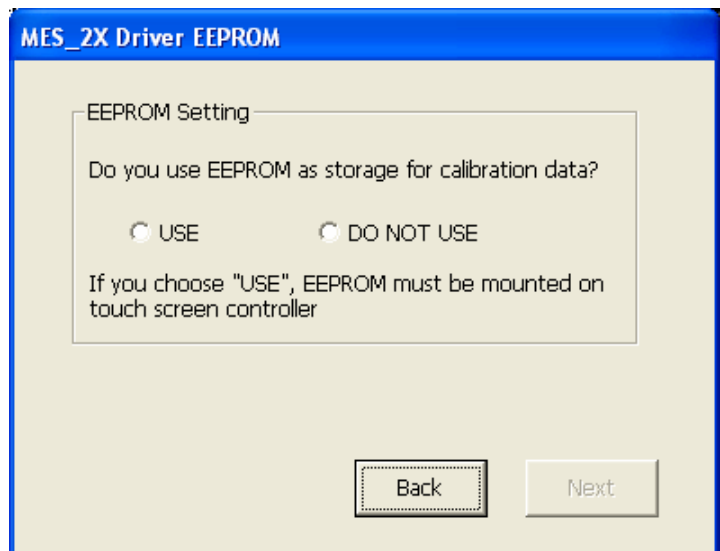 MES_2X Driver EEPROM
EEPROM Setting
Do you use EEPROM as storage for calibration data?
USE
DO NOT USE
If you choose "USE", EEPROM must be mounted on
touch screen controller
Back
Next